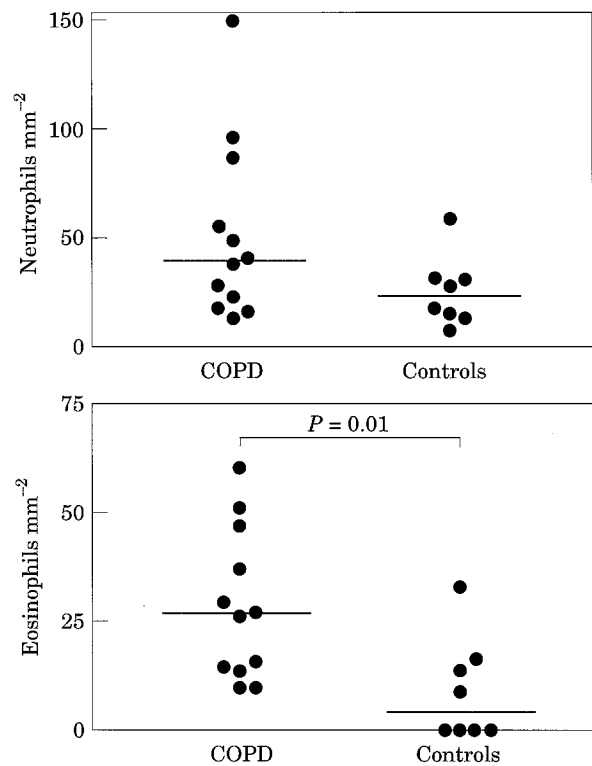 150
100
50
0
Neutrophils mm⁻²
COPD
Controls
75
50
25
0
Eosinophils mm⁻²
P = 0.01
COPD
Controls